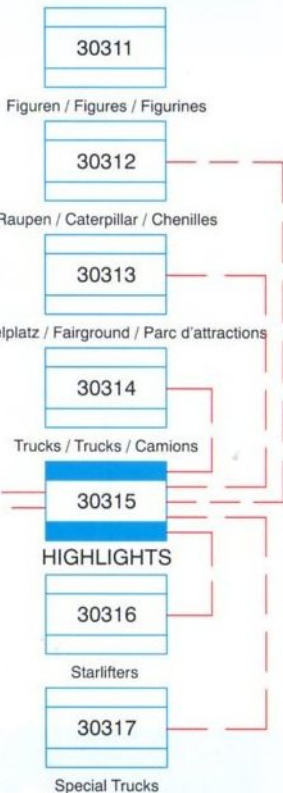 30311
Figuren / Figures / Figurines
30312
Raupen / Caterpillar / Chenilles
30313
elplatz / Fairground / Parc d'attractions
30314
Trucks / Trucks / Camions
30315
HIGHLIGHTS
30316
Starlifters
30317
Special Trucks